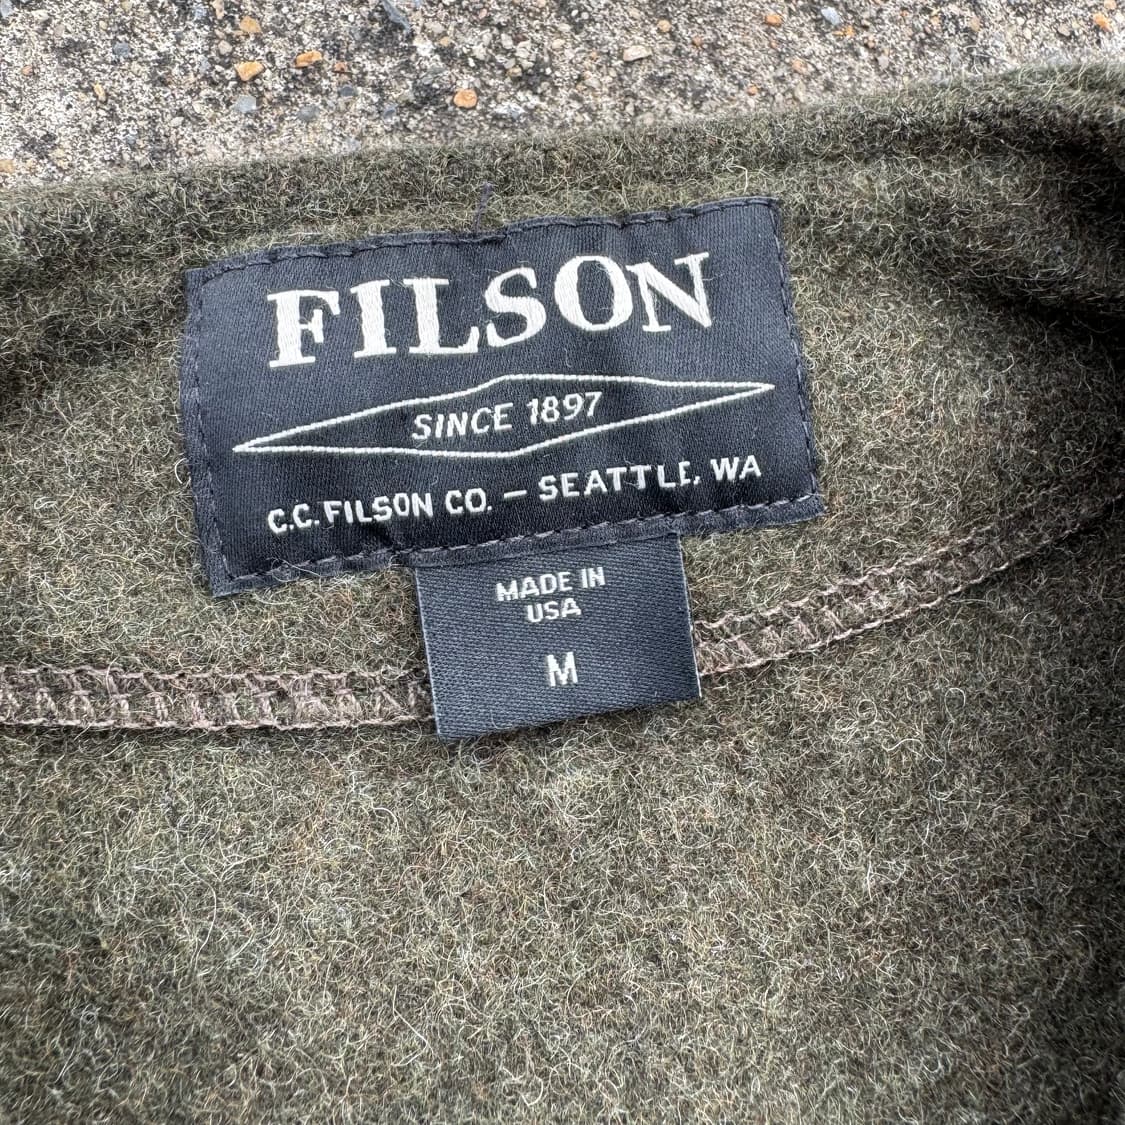 FILSON
SINCE 1897
C.C. FILSON CO. – SEATTLE, WA
MADE IN
USA
M